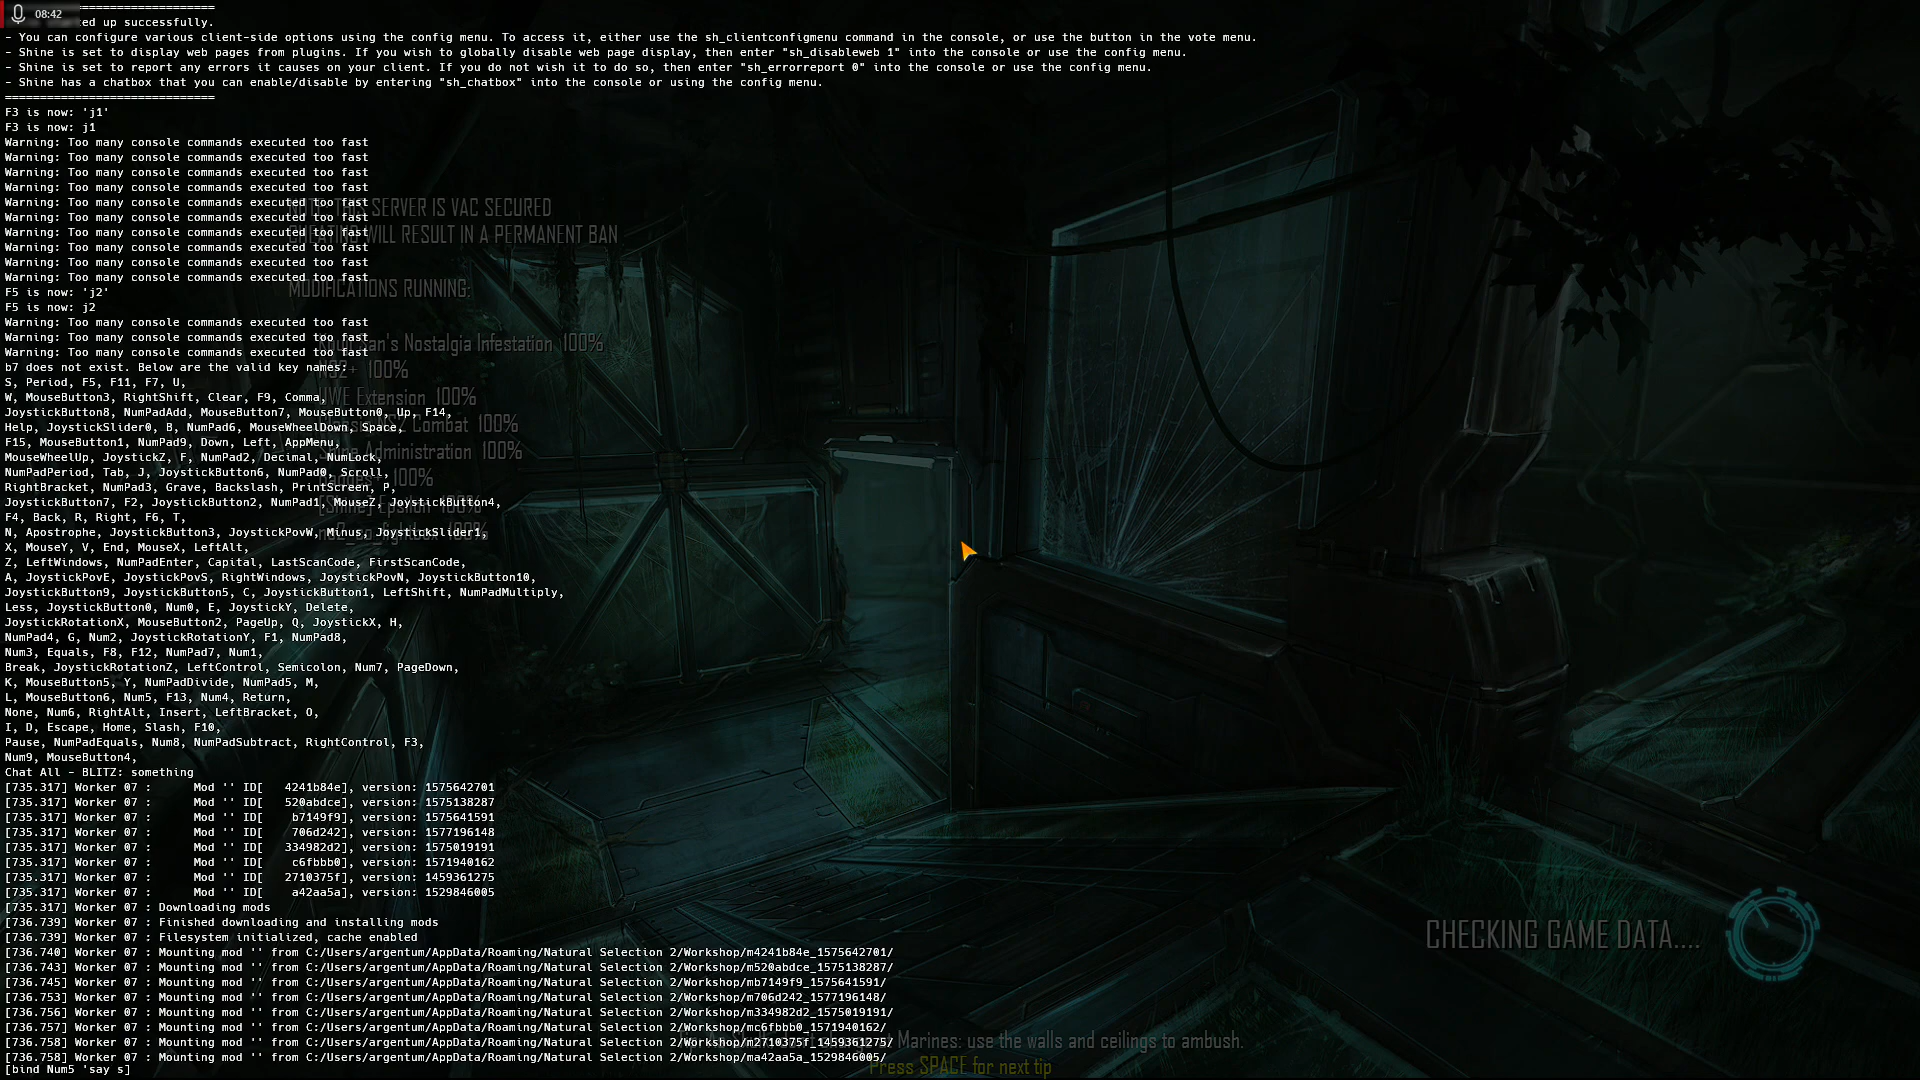 08:42
==============================
ed up successfully.
- You can configure various client-side options using the config menu. To access it, either use the sh_clientconfigmenu command in the console, or use the button in the vote menu.
- Shine is set to display web pages from plugins. If you wish to globally disable web page display, then enter "sh_disableweb 1" into the console or use the config menu.
- Shine is set to report any errors it causes on your client. If you do not wish it to do so, then enter "sh_errorreport 0" into the console or use the config menu.
- Shine has a chatbox that you can enable/disable by entering "sh_chatbox" into the console or using the config menu.
==============================
F3 is now: 'j1'
F3 is now: j1
Warning: Too many console commands executed too fast
Warning: Too many console commands executed too fast
Warning: Too many console commands executed too fast
Warning: Too many console commands executed too fast
Warning: Too many console commands executed too fast
SERVER IS VAC SECURED
Warning: Too many console commands executed too fast
Warning: Too many console commands executed too fast
CHEATING WILL RESULT IN A PERMANENT BAN
Warning: Too many console commands executed too fast
Warning: Too many console commands executed too fast
Warning: Too many console commands executed too fast
F5 is now: 'j2'
MODIFICATIONS RUNNING:
F5 is now: j2
Warning: Too many console commands executed too fast
Warning: Too many console commands executed too fast
Nostalgia Infestation 100%
Warning: Too many console commands executed too fast
b7 does not exist. Below are the valid key names:
NS2+ 100%
S, Period, F5, F11, F7, U,
W, MouseButton3, RightShift, Clear, F9, Comma,
UWE Extension 100%
JoystickButton8, NumPadAdd, MouseButton7, MouseButton0, Up, F14,
Help, JoystickSlider0, B, NumPad6, MouseWheelDown, Space,
NS2 Combat 100%
F15, MouseButton1, NumPad9, Down, Left, AppMenu,
Shine Administration 100%
MouseWheelUp, JoystickZ, F, NumPad2, Decimal, NumLock,
NumPadPeriod, Tab, J, JoystickButton6, NumPad0, Scroll,
100%
RightBracket, NumPad3, Grave, Backslash, PrintScreen, P,
JoystickButton7, F2, JoystickButton2, NumPad1, MouseZ, JoystickButton4,
[Shine] Epsilon 100%
F4, Back, R, Right, F6, T,
N, Apostrophe, JoystickButton3, JoystickPovW, Minus, JoystickSlider1,
100%
X, MouseY, V, End, MouseX, LeftAlt,
Z, LeftWindows, NumPadEnter, Capital, LastScanCode, FirstScanCode,
A, JoystickPovE, JoystickPovS, RightWindows, JoystickPovN, JoystickButton10,
JoystickButton9, JoystickButton5, C, JoystickButton1, LeftShift, NumPadMultiply,
Less, JoystickButton0, Num0, E, JoystickY, Delete,
JoystickRotationX, MouseButton2, PageUp, Q, JoystickX, H,
NumPad4, G, Num2, JoystickRotationY, F1, NumPad8,
Num3, Equals, F8, F12, NumPad7, Num1,
Break, JoystickRotationZ, LeftControl, Semicolon, Num7, PageDown,
K, MouseButton5, Y, NumPadDivide, NumPad5, M,
L, MouseButton6, Num5, F13, Num4, Return,
None, Num6, RightAlt, Insert, LeftBracket, O,
I, D, Escape, Home, Slash, F10,
Pause, NumPadEquals, Num8, NumPadSubtract, RightControl, F3,
Num9, MouseButton4,
Chat All - BLITZ: something
[735.317] Worker 07 :      Mod '' ID[   4241b84e], version: 1575642701
[735.317] Worker 07 :      Mod '' ID[   520abdce], version: 1575138287
[735.317] Worker 07 :      Mod '' ID[    b7149f9], version: 1575641591
[735.317] Worker 07 :      Mod '' ID[    706d242], version: 1577196148
[735.317] Worker 07 :      Mod '' ID[   334982d2], version: 1575019191
[735.317] Worker 07 :      Mod '' ID[    c6fbbb0], version: 1571940162
[735.317] Worker 07 :      Mod '' ID[   2710375f], version: 1459361275
[735.317] Worker 07 :      Mod '' ID[    a42aa5a], version: 1529846005
[735.317] Worker 07 : Downloading mods
[736.739] Worker 07 : Finished downloading and installing mods
[736.739] Worker 07 : Filesystem initialized, cache enabled
CHECKING GAME DATA....
[736.740] Worker 07 : Mounting mod '' from C:/Users/argentum/AppData/Roaming/Natural Selection 2/Workshop/m4241b84e_1575642701/
[736.743] Worker 07 : Mounting mod '' from C:/Users/argentum/AppData/Roaming/Natural Selection 2/Workshop/m520abdce_1575138287/
[736.745] Worker 07 : Mounting mod '' from C:/Users/argentum/AppData/Roaming/Natural Selection 2/Workshop/mb7149f9_1575641591/
[736.753] Worker 07 : Mounting mod '' from C:/Users/argentum/AppData/Roaming/Natural Selection 2/Workshop/m706d242_1577196148/
[736.756] Worker 07 : Mounting mod '' from C:/Users/argentum/AppData/Roaming/Natural Selection 2/Workshop/m334982d2_1575019191/
[736.757] Worker 07 : Mounting mod '' from C:/Users/argentum/AppData/Roaming/Natural Selection 2/Workshop/mc6fbbb0_1571940162/
[736.758] Worker 07 : Mounting mod '' from C:/Users/argentum/AppData/Roaming/Natural Selection 2/Workshop/m2710375f_1459361275/
Marines: use the walls and ceilings to ambush.
[736.758] Worker 07 : Mounting mod '' from C:/Users/argentum/AppData/Roaming/Natural Selection 2/Workshop/ma42aa5a_1529846005/
Press SPACE for next tip
[bind Num5 'say s]